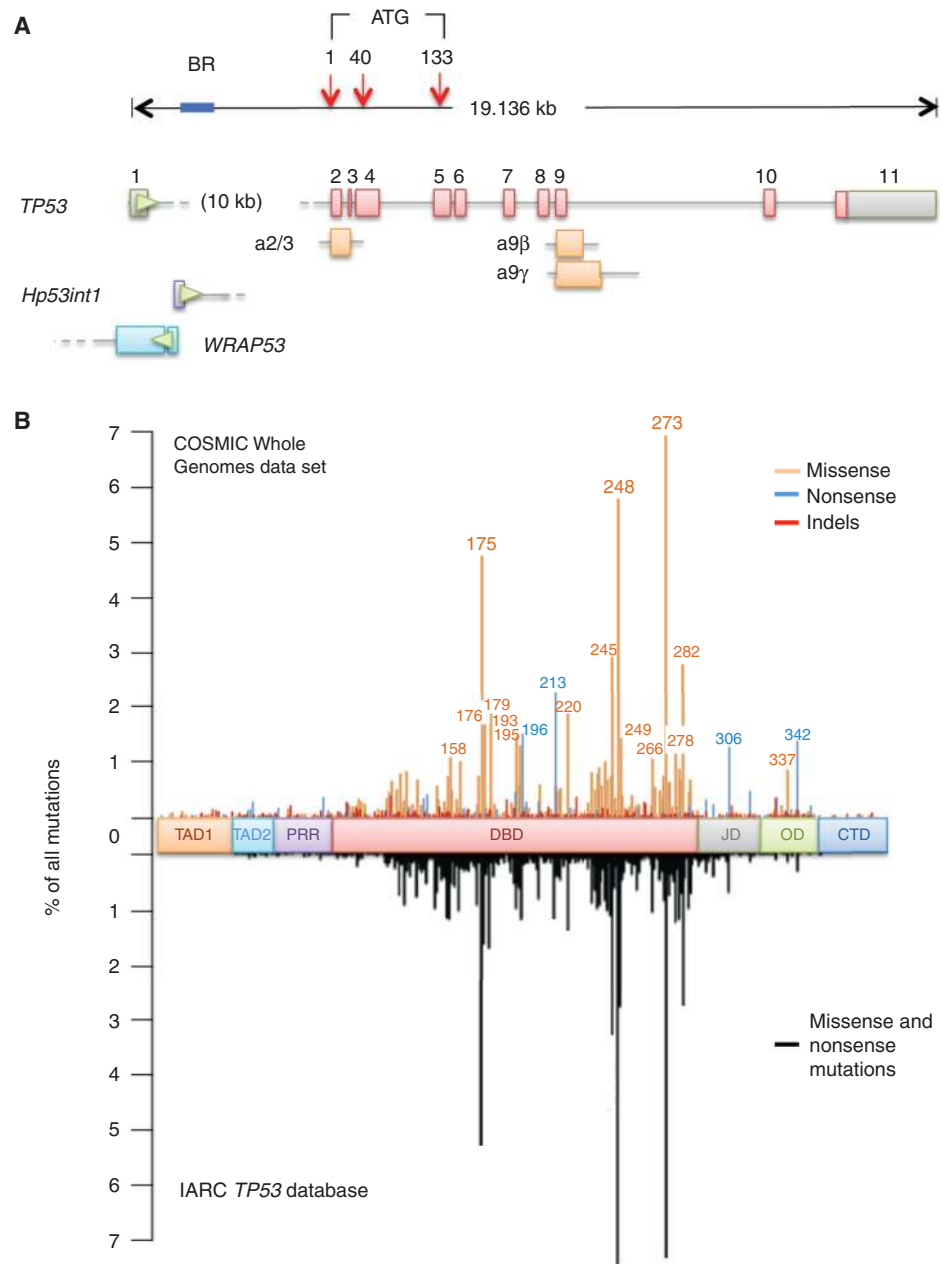 A
ATG
1 40 133
BR
19.136 kb
1 2 3 4 5 6 7 8 9 10 11
TP53 (10 kb)
a2/3 a9β
a9γ
Hp53int1
WRAP53
B
COSMIC Whole
Genomes data set
Missense
Nonsense
Indels
% of all mutations
7
6
5
4
3
2
1
0
1
2
3
4
5
6
7
273
248
175
245
282
213
179
176
193
220
195
196
249
158
266
278
306
342
337
TAD1 TAD2 PRR DBD JD OD CTD
Missense and
nonsense
mutations
IARC TP53 database